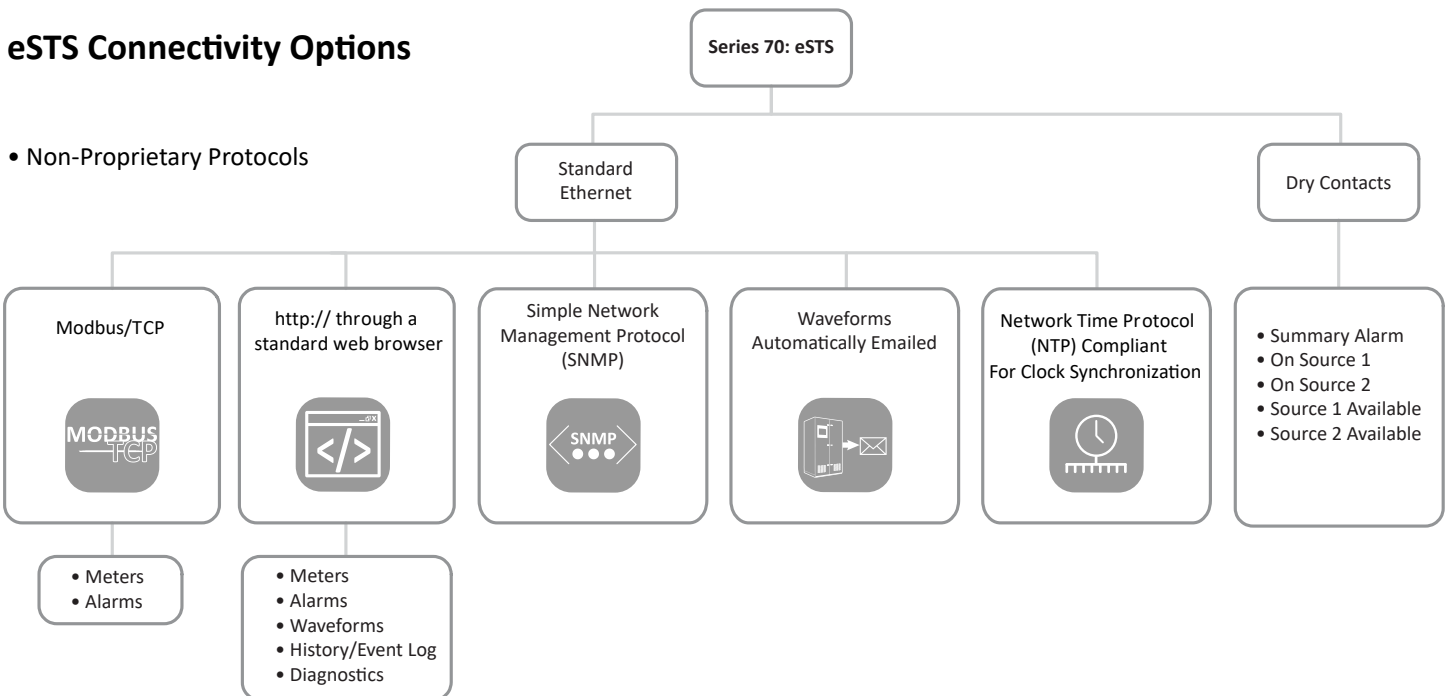 eSTS Connectivity Options
• Non-Proprietary Protocols
Series 70: eSTS
Standard
Ethernet
Dry Contacts
Modbus/TCP
MODBUS
TCP
http:// through a
standard web browser
</>
Simple Network
Management Protocol
(SNMP)
SNMP
Waveforms
Automatically Emailed
Network Time Protocol
(NTP) Compliant
For Clock Synchronization
• Summary Alarm
• On Source 1
• On Source 2
• Source 1 Available
• Source 2 Available
• Meters
• Alarms
• Meters
• Alarms
• Waveforms
• History/Event Log
• Diagnostics